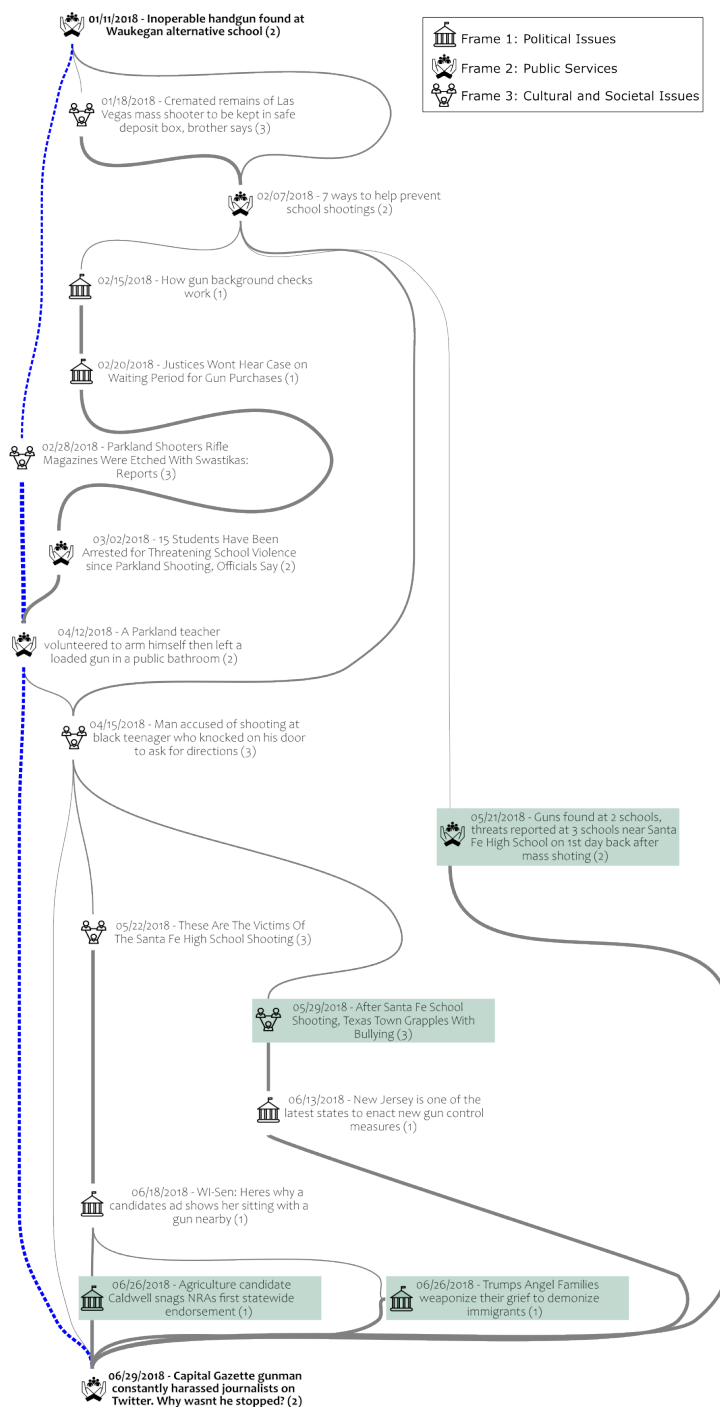 01/11/2018 - Inoperable handgun found at
Waukegan alternative school (2)
Frame 1: Political Issues
Frame 2: Public Services
Frame 3: Cultural and Societal Issues
01/18/2018 - Cremated remains of Las
Vegas mass shooter to be kept in safe
deposit box, brother says (3)
02/07/2018 - 7 ways to help prevent
school shootings (2)
02/15/2018 - How gun background checks
work (1)
02/20/2018 - Justices Wont Hear Case on
Waiting Period for Gun Purchases (1)
02/28/2018 - Parkland Shooters Rifle
Magazines Were Etched With Swastikas:
Reports (3)
03/02/2018 - 15 Students Have Been
Arrested for Threatening School Violence
since Parkland Shooting, Officials Say (2)
04/12/2018 - A Parkland teacher
volunteered to arm himself then left a
loaded gun in a public bathroom (2)
04/15/2018 - Man accused of shooting at
black teenager who knocked on his door
to ask for directions (3)
05/21/2018 - Guns found at 2 schools,
threats reported at 3 schools near Santa
Fe High School on 1st day back after
mass shoting (2)
05/22/2018 - These Are The Victims Of
The Santa Fe High School Shooting (3)
05/29/2018 - After Santa Fe School
Shooting, Texas Town Grapples With
Bullying (3)
06/13/2018 - New Jersey is one of the
latest states to enact new gun control
measures (1)
06/18/2018 - WI-Sen: Heres why a
candidates ad shows her sitting with a
gun nearby (1)
06/26/2018 - Agriculture candidate
Caldwell snags NRAs first statewide
endorsement (1)
06/26/2018 - Trumps Angel Families
weaponize their grief to demonize
immigrants (1)
06/29/2018 - Capital Gazette gunman
constantly harassed journalists on
Twitter. Why wasnt he stopped? (2)